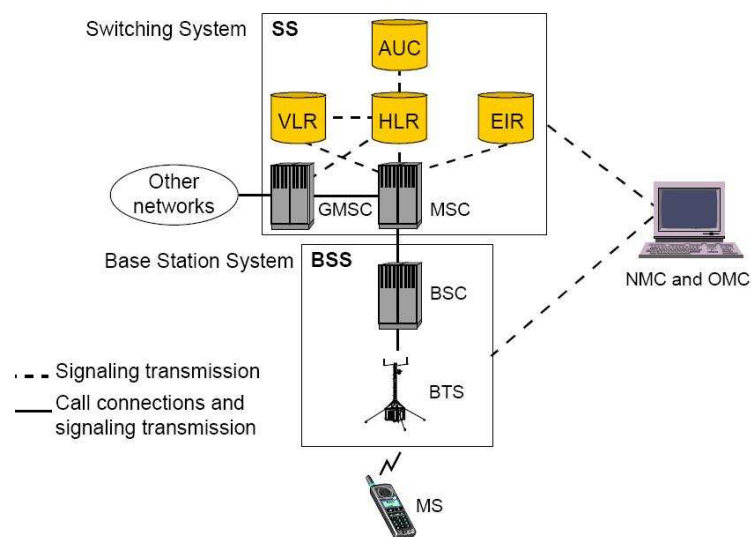 Switching System
SS
AUC
VLR
HLR
EIR
Other
networks
GMSC
MSC
Base Station System
BSS
BSC
NMC and OMC
Signaling transmission
Call connections and
signaling transmission
BTS
MS